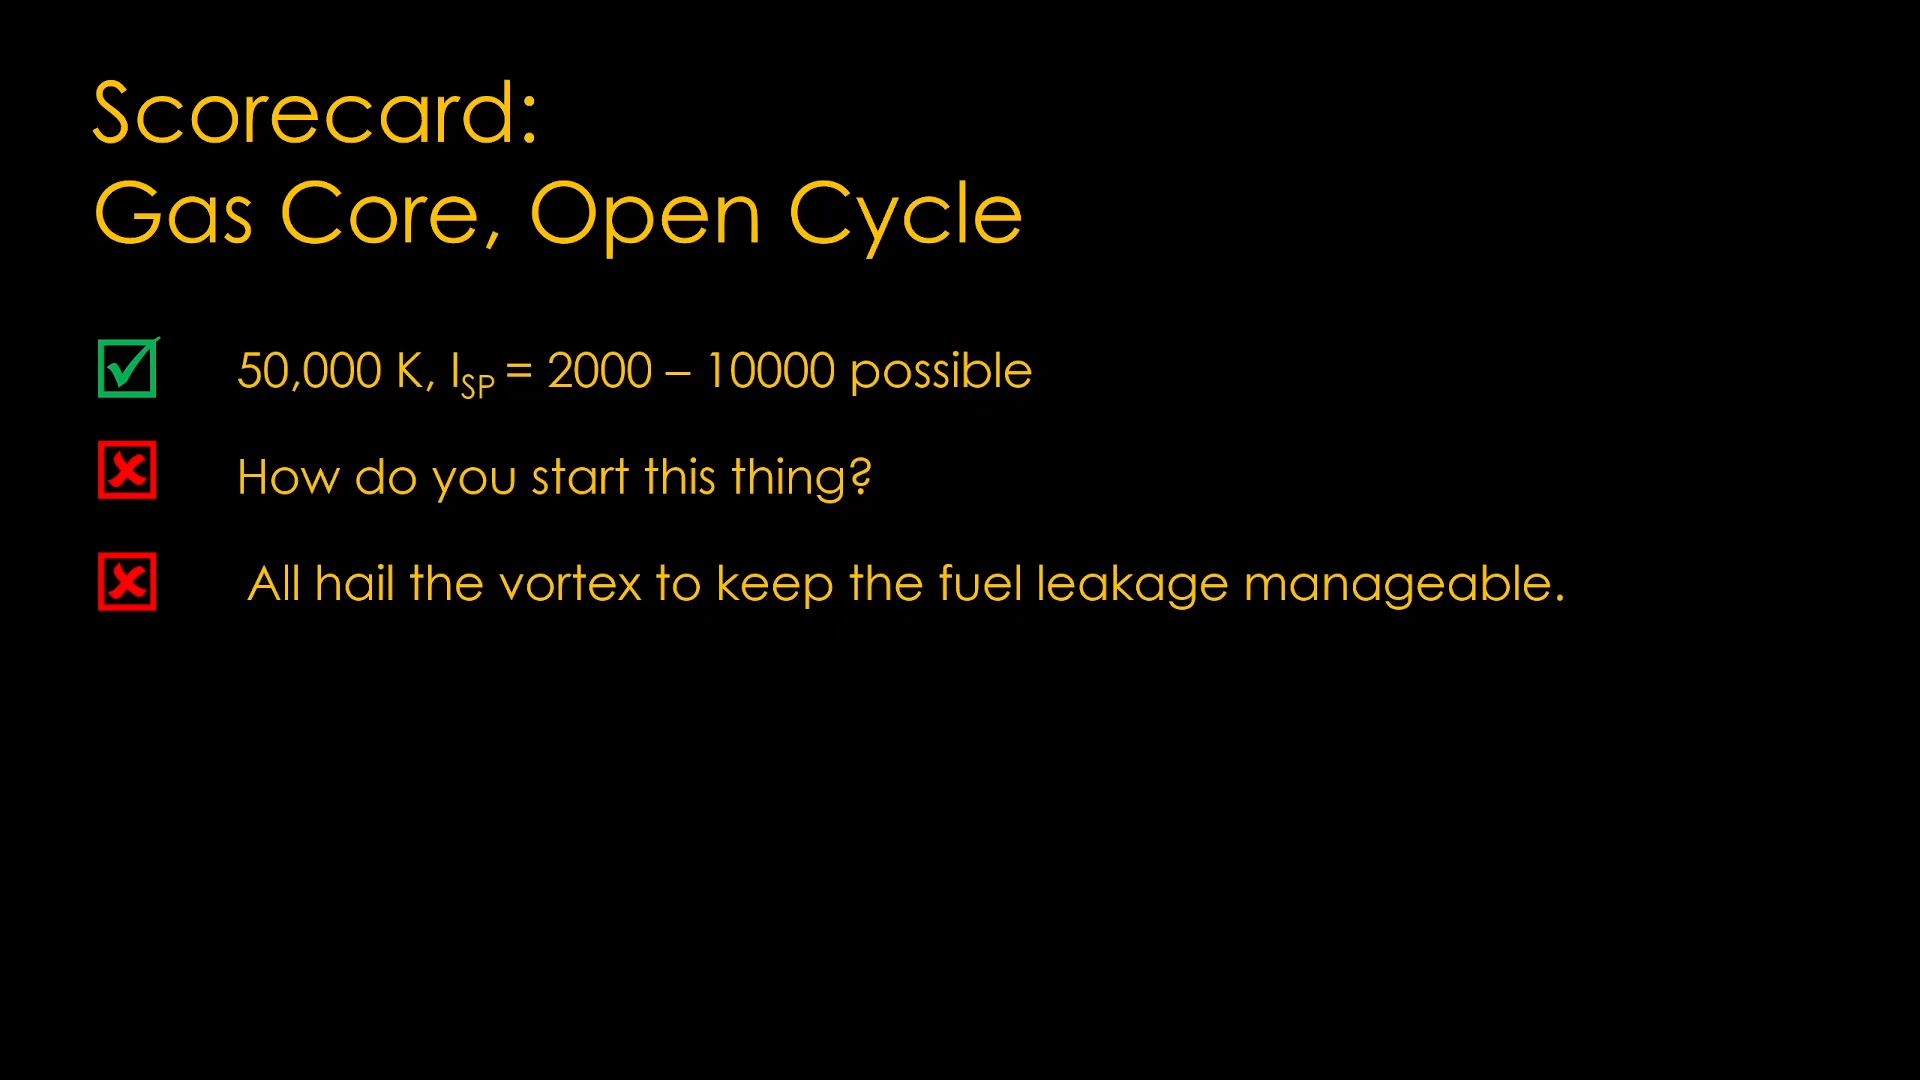 Scorecard:
Gas Core, Open Cycle
50,000 K, ISP = 2000 – 10000 possible
How do you start this thing?
All hail the vortex to keep the fuel leakage manageable.